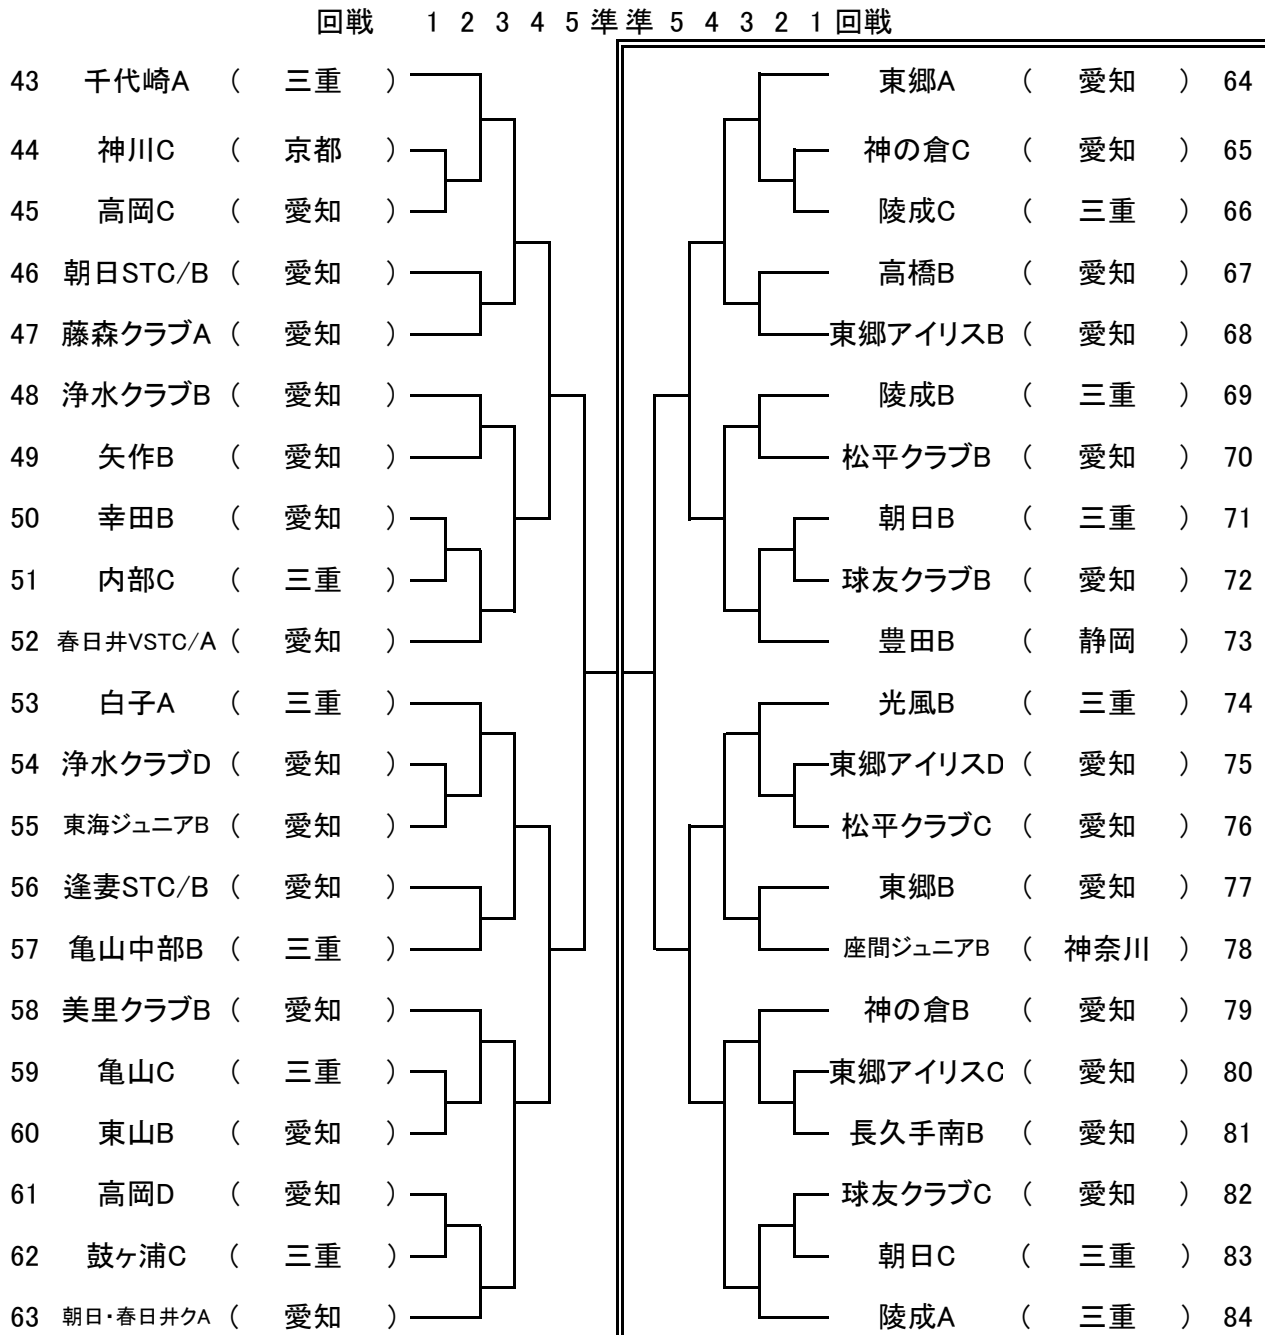 回戦 1 2 3 4 5 準 準 5 4 3 2 1 回戦
43 千代崎A ( 三重 ) 東郷A ( 愛知 ) 64
44 神川C ( 京都 ) 神の倉C ( 愛知 ) 65
45 高岡C ( 愛知 ) 陵成C ( 三重 ) 66
46 朝日STC/B ( 愛知 ) 高橋B ( 愛知 ) 67
47 藤森クラブA ( 愛知 ) 東郷アイリスB ( 愛知 ) 68
48 浄水クラブB ( 愛知 ) 陵成B ( 三重 ) 69
49 矢作B ( 愛知 ) 松平クラブB ( 愛知 ) 70
50 幸田B ( 愛知 ) 朝日B ( 三重 ) 71
51 内部C ( 三重 ) 球友クラブB ( 愛知 ) 72
52 春日井VSTC/A ( 愛知 ) 豊田B ( 静岡 ) 73
53 白子A ( 三重 ) 光風B ( 三重 ) 74
54 浄水クラブD ( 愛知 ) 東郷アイリスD ( 愛知 ) 75
55 東海ジュニアB ( 愛知 ) 松平クラブC ( 愛知 ) 76
56 逢妻STC/B ( 愛知 ) 東郷B ( 愛知 ) 77
57 亀山中部B ( 三重 ) 座間ジュニアB ( 神奈川 ) 78
58 美里クラブB ( 愛知 ) 神の倉B ( 愛知 ) 79
59 亀山C ( 三重 ) 東郷アイリスC ( 愛知 ) 80
60 東山B ( 愛知 ) 長久手南B ( 愛知 ) 81
61 高岡D ( 愛知 ) 球友クラブC ( 愛知 ) 82
62 鼓ヶ浦C ( 三重 ) 朝日C ( 三重 ) 83
63 朝日・春日井クA ( 愛知 ) 陵成A ( 三重 ) 84